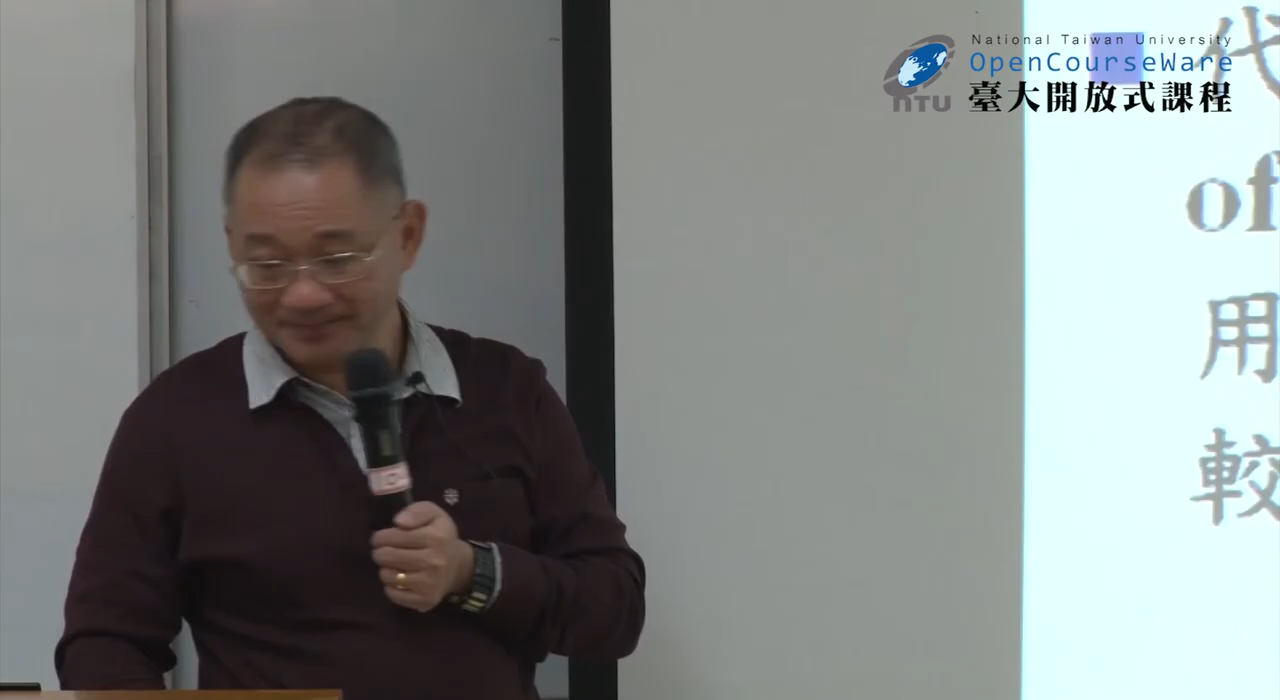 National Taiwan University
OpenCourseWare
臺大開放式課程
nTU
代
of
用
較